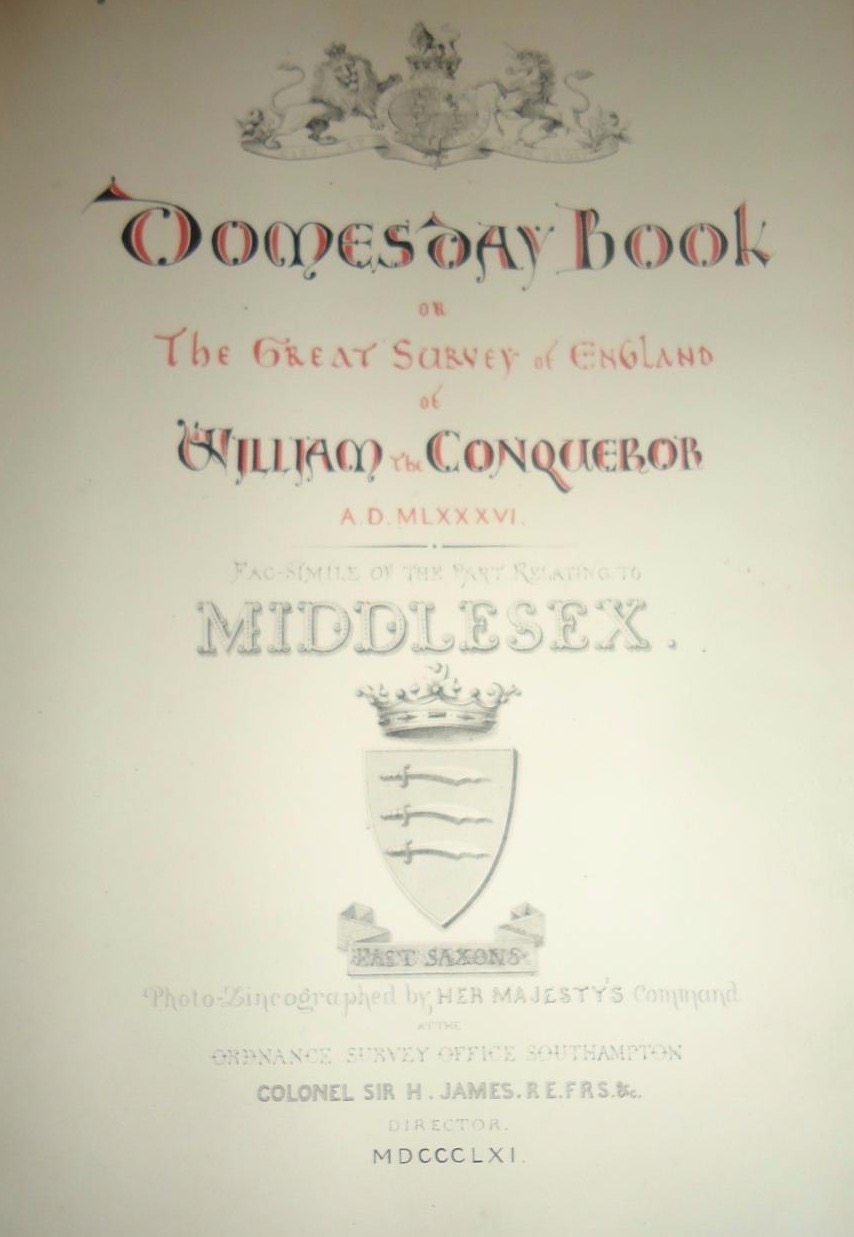 Domesday Book
or
The Great Survey of England
of
William the Conqueror
A.D. MLXXXVI.
Fac-simile of the Part Relating to
MIDDLESEX.
EAST SAXONS
Photo-Zincographed by HER MAJESTY'S Command
AT THE
ORDNANCE SURVEY OFFICE SOUTHAMPTON
COLONEL SIR H. JAMES. R.E. F.R.S. &c.
DIRECTOR.
MDCCCLXI.